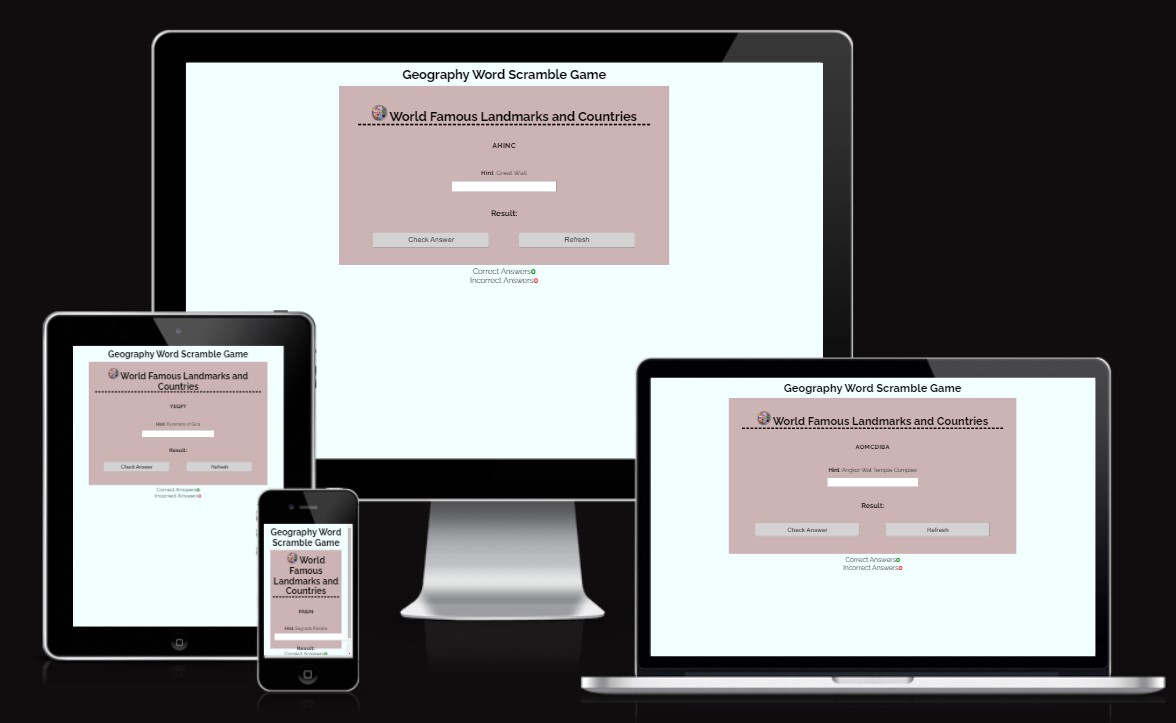 Geography Word Scramble Game
World Famous Landmarks and Countries
AHINC
Hint: Great Wall
Result:
Check Answer Refresh
Correct Answers0
Incorrect Answers0
Geography Word Scramble Game
World Famous Landmarks and
Countries
YEGPT
Hint: Pyramids of Giza
Result:
Check Answer Refresh
Correct Answers0
Incorrect Answers0
Geography Word
Scramble Game
World
Famous
Landmarks and
Countries
Hint: Sagrada Familia
Result:
Correct Answers0
Geography Word Scramble Game
World Famous Landmarks and Countries
AOMCDIBA
Hint: Angkor Wat Temple Complex
Result:
Check Answer Refresh
Correct Answers0
Incorrect Answers0